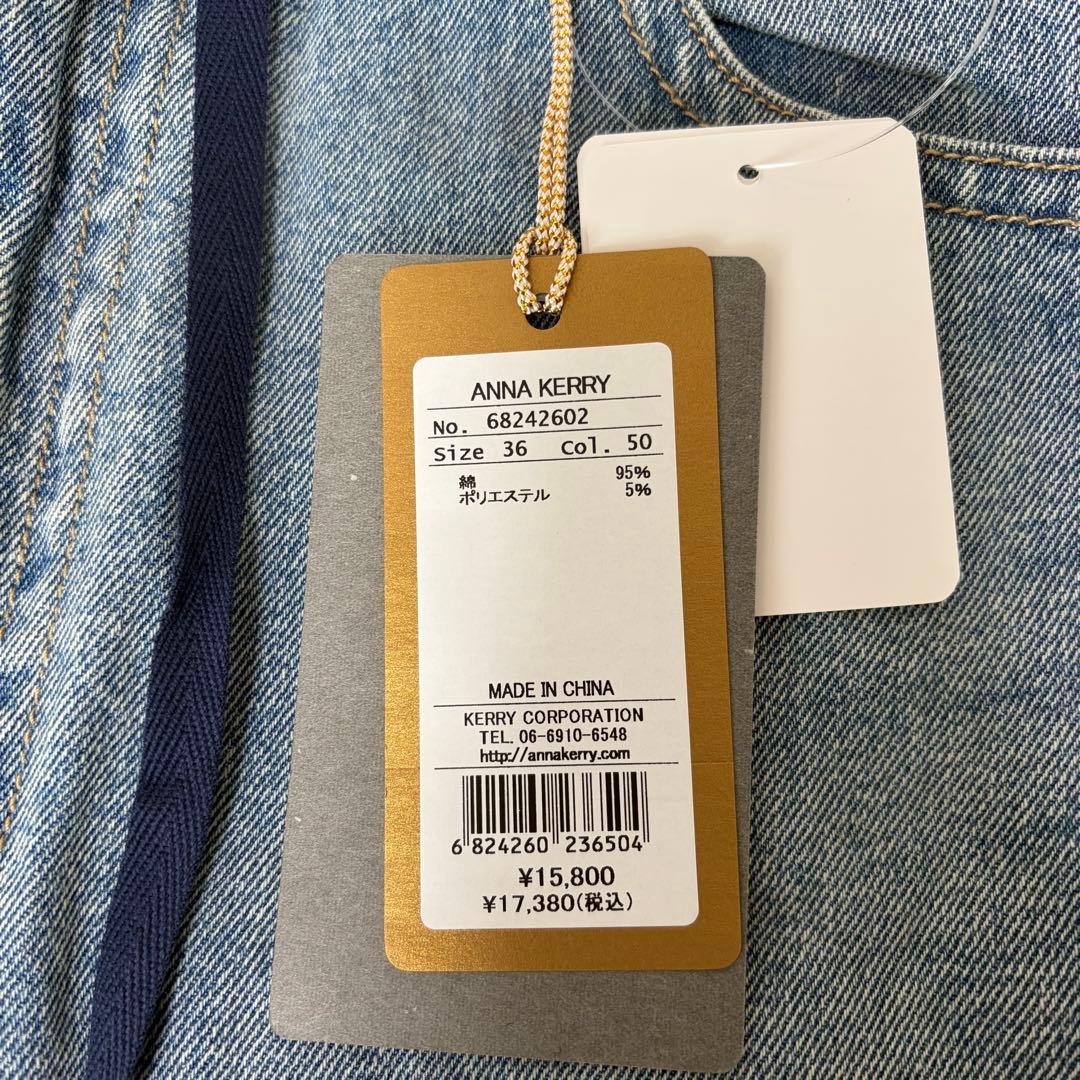 ANNA KERRY
No. 68242602
Size 36 Col. 50
綿 95%
ポリエステル 5%
MADE IN CHINA
KERRY CORPORATION
TEL. 06-6910-6548
http://annakerry.com
6 824260 236504
¥15,800
¥17,380(税込)